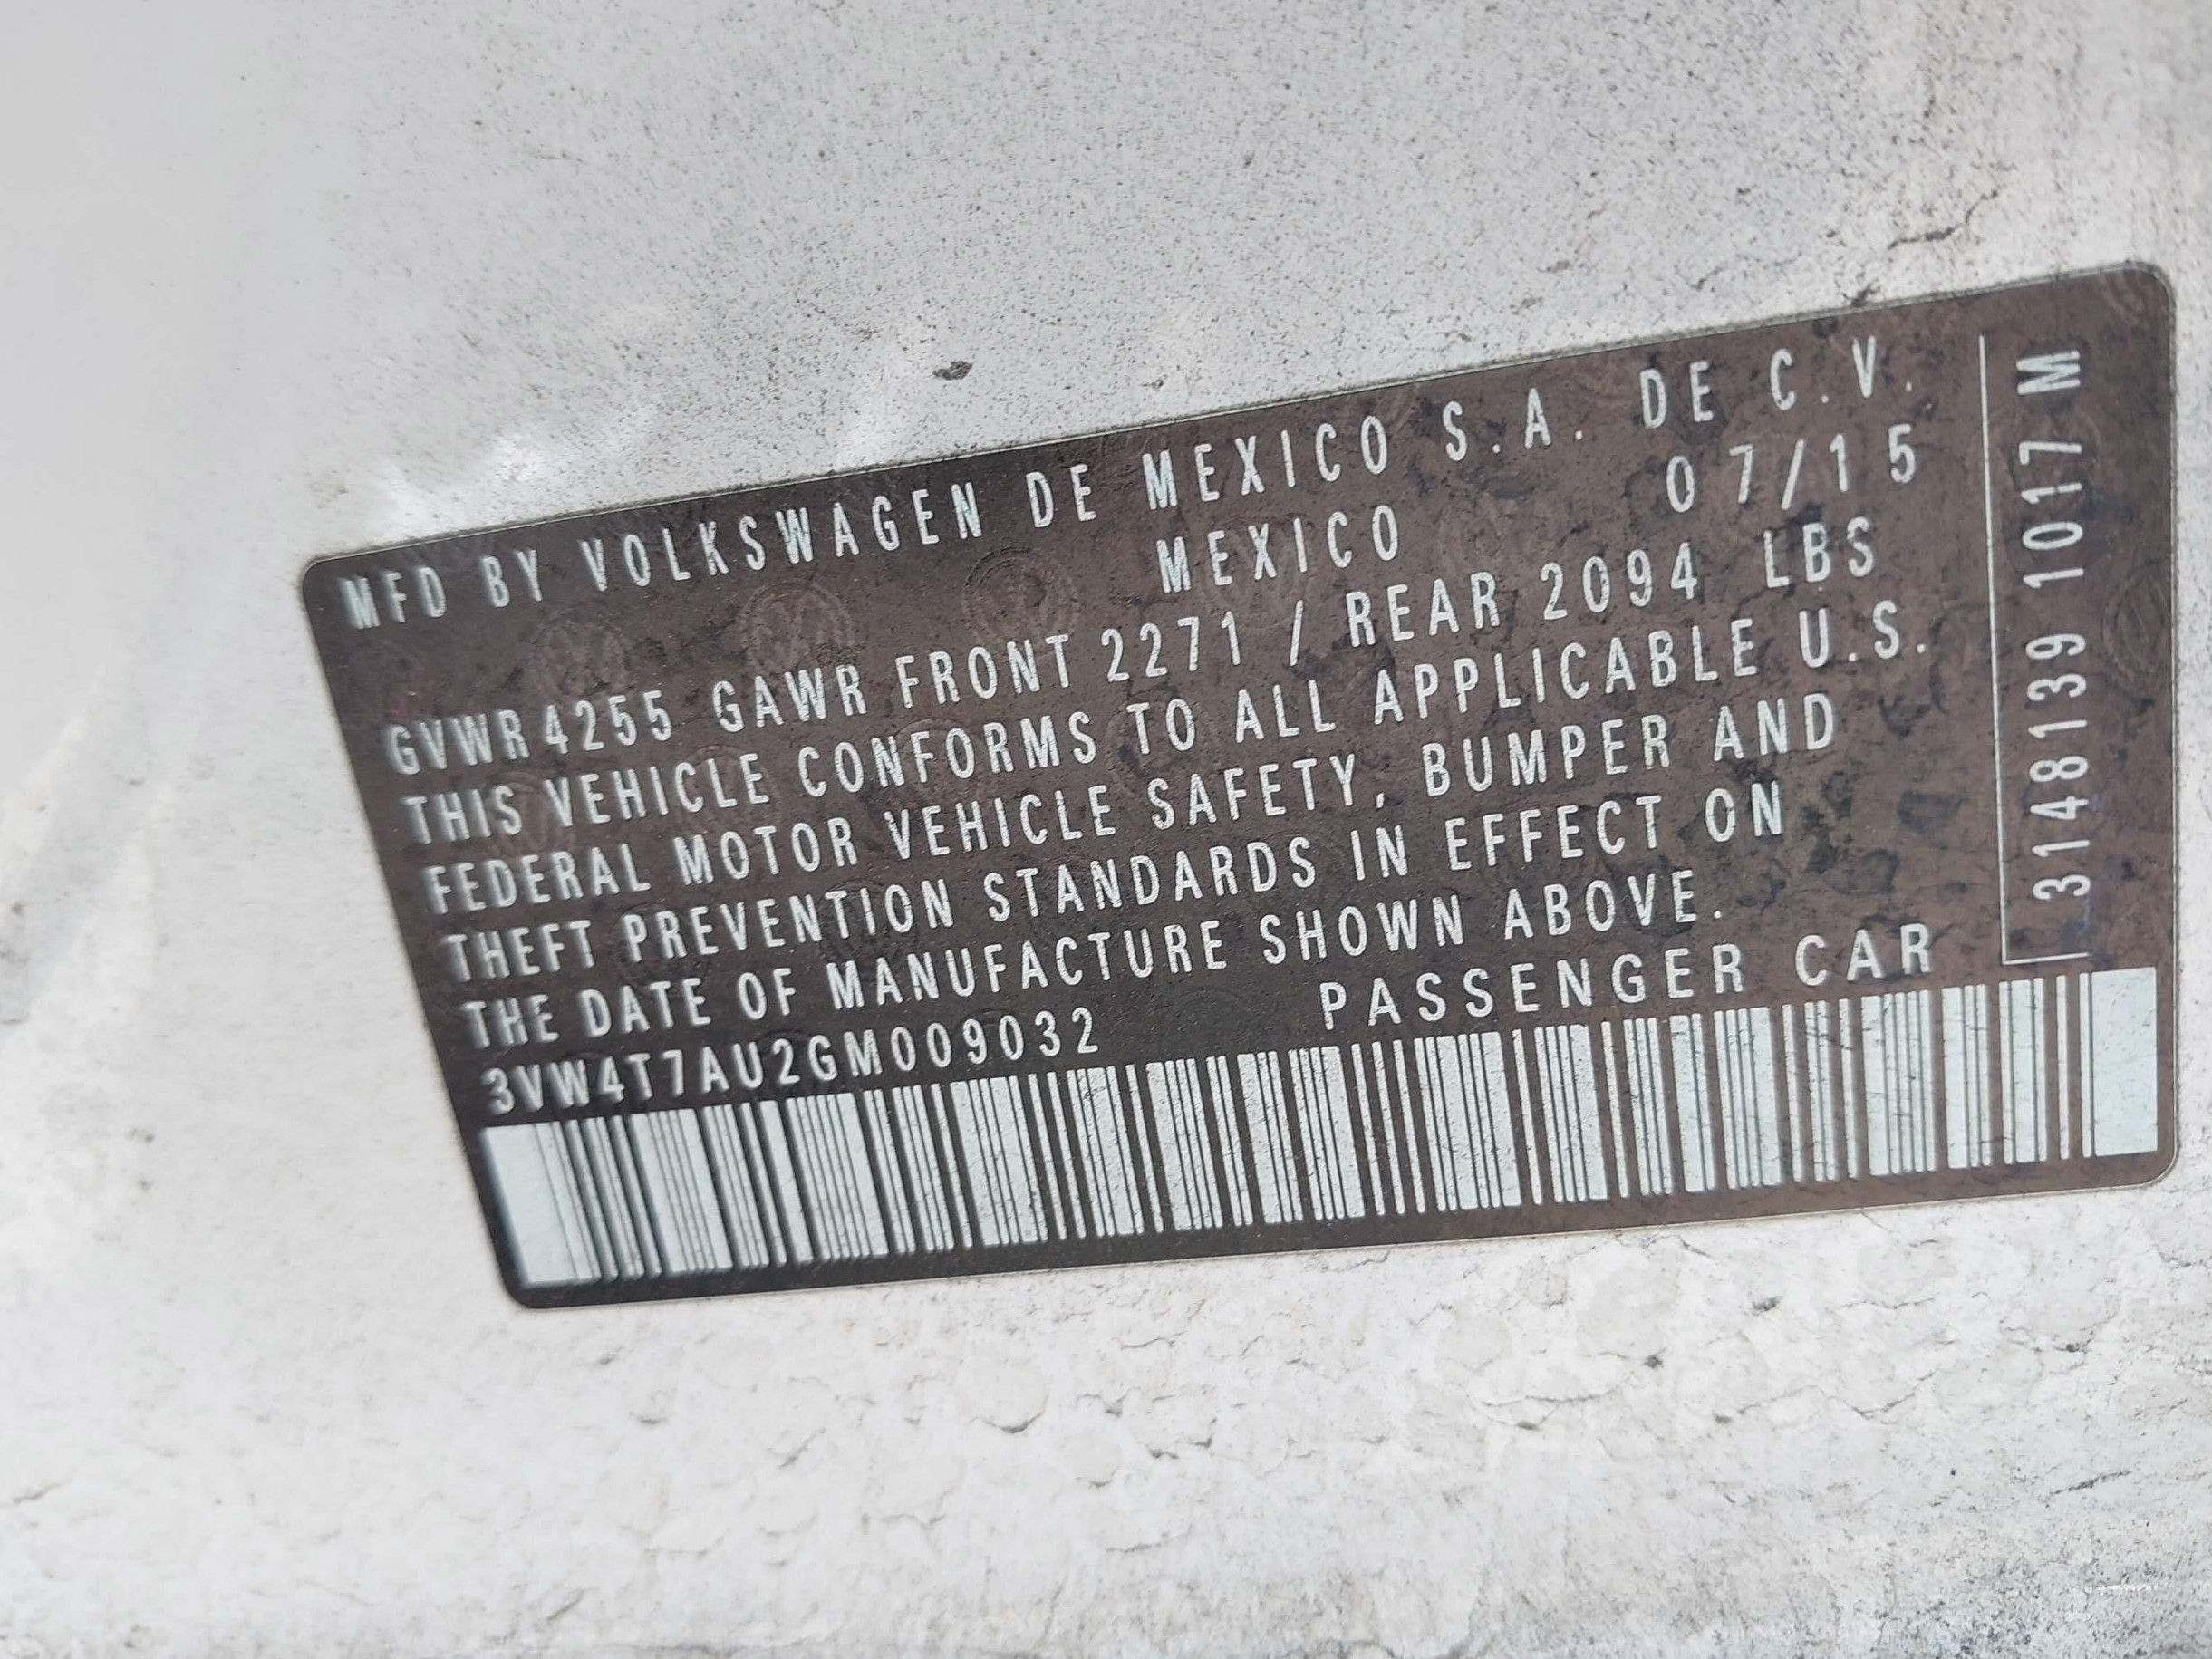 MFD BY VOLKSWAGEN DE MEXICO S.A. DE C.V.
MEXICO 07/15
GVWR 4255 GAWR FRONT 2271 / REAR 2094 LBS
THIS VEHICLE CONFORMS TO ALL APPLICABLE U.S.
FEDERAL MOTOR VEHICLE SAFETY, BUMPER AND
THEFT PREVENTION STANDARDS IN EFFECT ON
THE DATE OF MANUFACTURE SHOWN ABOVE.
3VW4T7AU2GM009032 PASSENGER CAR
3148139 1017 M